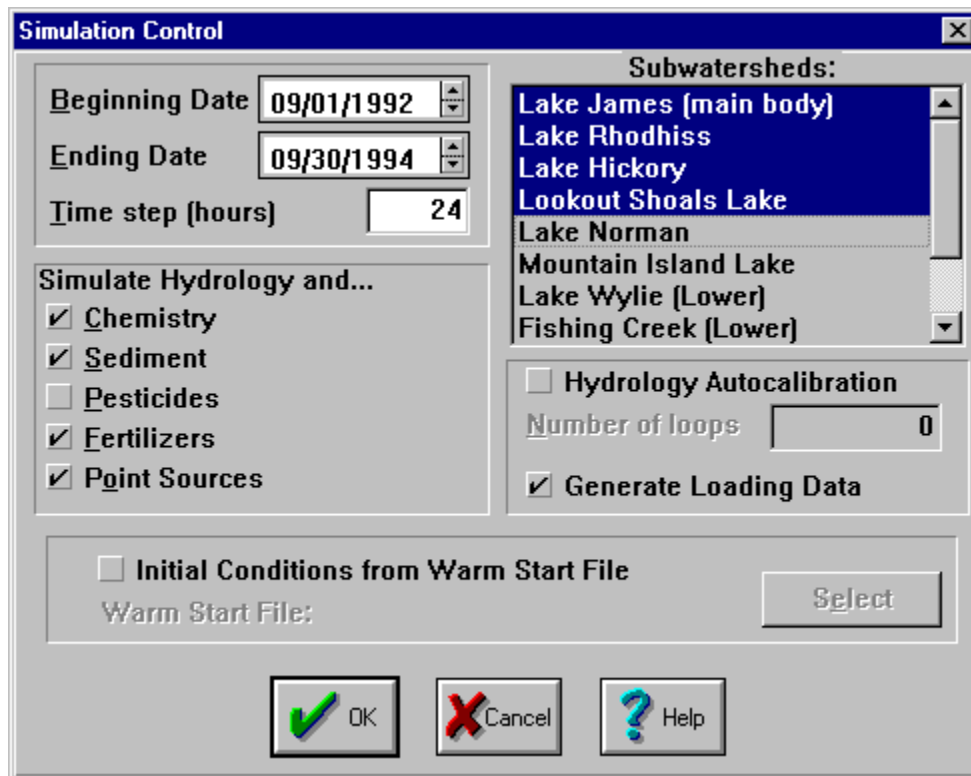 Simulation Control
Beginning Date 09/01/1992
Ending Date 09/30/1994
Time step (hours) 24
Subwatersheds:
Lake James (main body)
Lake Rhodhiss
Lake Hickory
Lookout Shoals Lake
Lake Norman
Mountain Island Lake
Lake Wylie (Lower)
Fishing Creek (Lower)
Simulate Hydrology and...
Chemistry
Sediment
Pesticides
Fertilizers
Point Sources
Hydrology Autocalibration
Number of loops 0
Generate Loading Data
Initial Conditions from Warm Start File
Warm Start File:
Select
OK
Cancel
Help